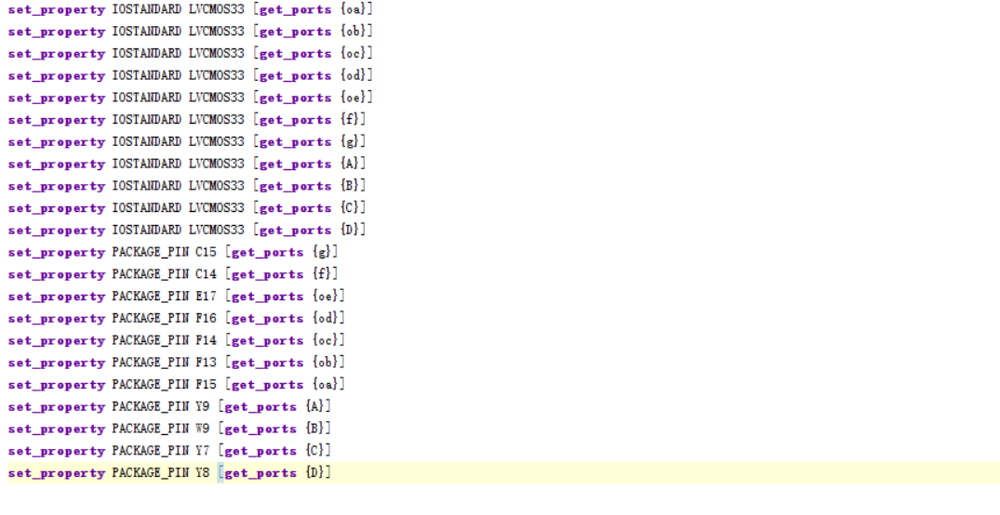 set_property IOSTANDARD LVCMOS33 [get_ports {oa}]
set_property IOSTANDARD LVCMOS33 [get_ports {ob}]
set_property IOSTANDARD LVCMOS33 [get_ports {oc}]
set_property IOSTANDARD LVCMOS33 [get_ports {od}]
set_property IOSTANDARD LVCMOS33 [get_ports {oe}]
set_property IOSTANDARD LVCMOS33 [get_ports {f}]
set_property IOSTANDARD LVCMOS33 [get_ports {g}]
set_property IOSTANDARD LVCMOS33 [get_ports {A}]
set_property IOSTANDARD LVCMOS33 [get_ports {B}]
set_property IOSTANDARD LVCMOS33 [get_ports {C}]
set_property IOSTANDARD LVCMOS33 [get_ports {D}]
set_property PACKAGE_PIN C15 [get_ports {g}]
set_property PACKAGE_PIN C14 [get_ports {f}]
set_property PACKAGE_PIN E17 [get_ports {oe}]
set_property PACKAGE_PIN F16 [get_ports {od}]
set_property PACKAGE_PIN F14 [get_ports {oc}]
set_property PACKAGE_PIN F13 [get_ports {ob}]
set_property PACKAGE_PIN F15 [get_ports {oa}]
set_property PACKAGE_PIN Y9 [get_ports {A}]
set_property PACKAGE_PIN W9 [get_ports {B}]
set_property PACKAGE_PIN Y7 [get_ports {C}]
set_property PACKAGE_PIN Y8 [get_ports {D}]